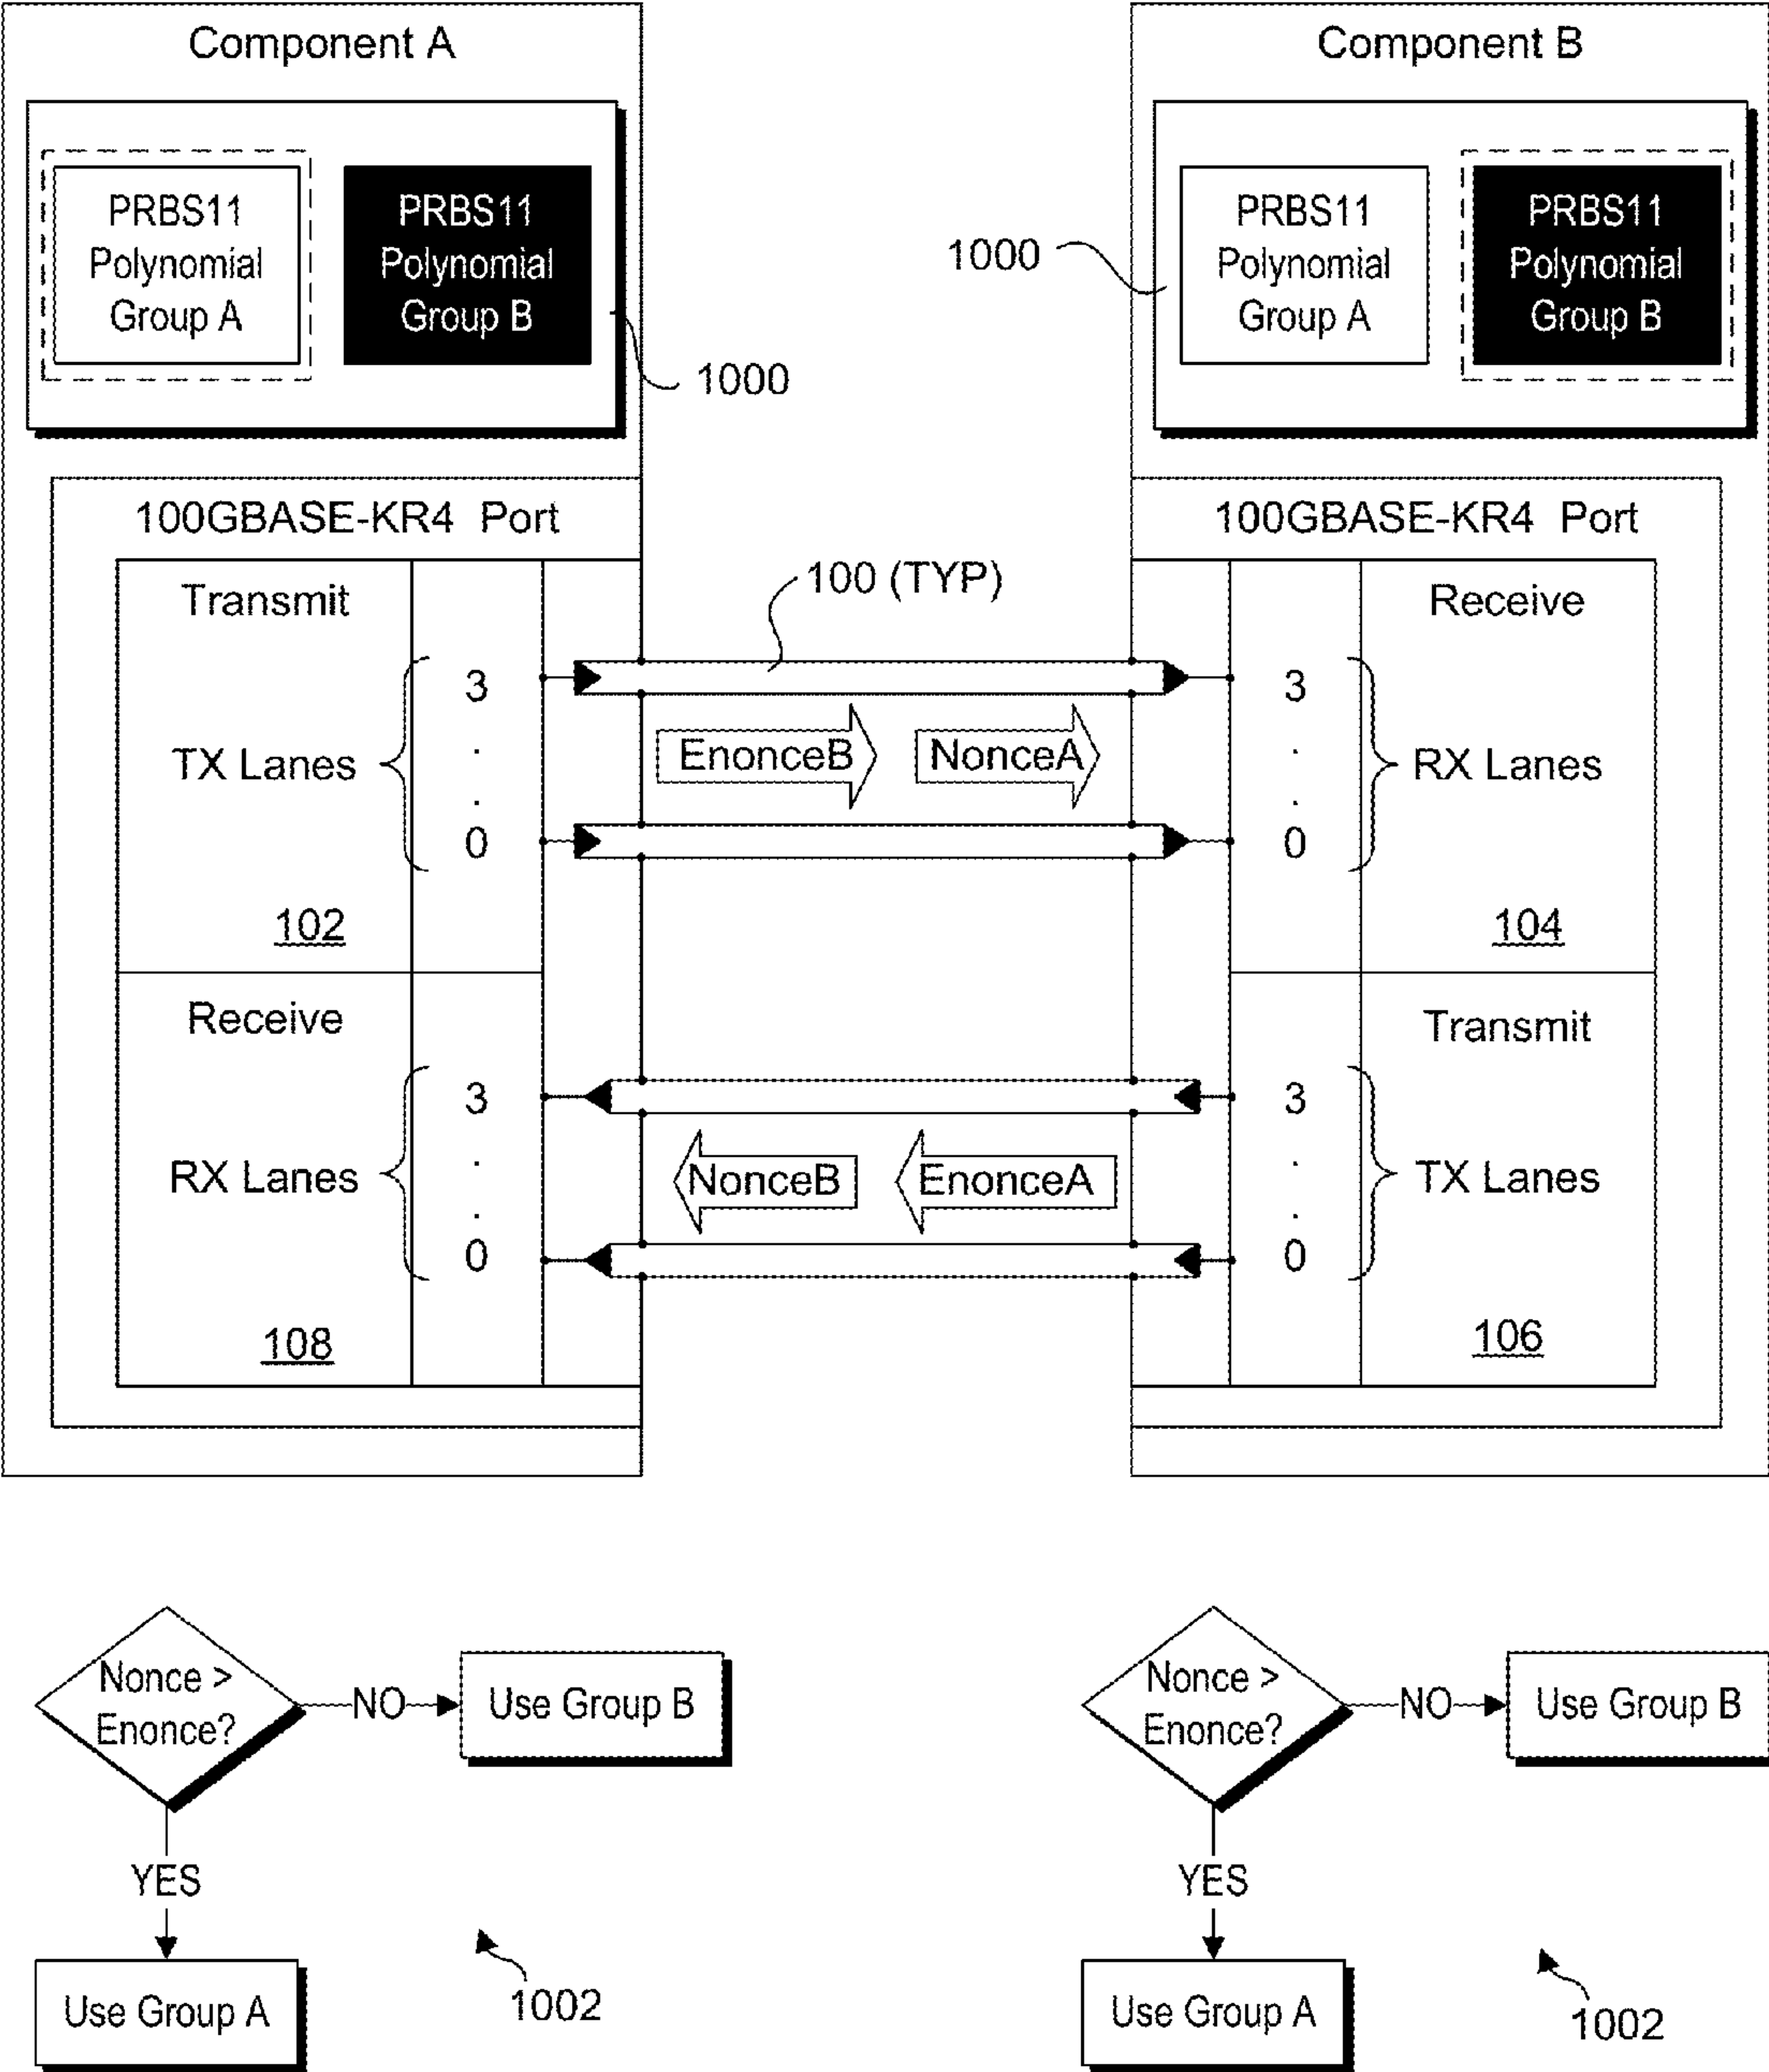 Component A
PRBS11
Polynomial
Group A
PRBS11
Polynomial
Group B
1000
100GBASE-KR4 Port
Transmit
TX Lanes
3
.
.
0
102
Receive
RX Lanes
3
.
.
0
108
100 (TYP)
EnonceB
NonceA
NonceB
EnonceA
Component B
1000
PRBS11
Polynomial
Group A
PRBS11
Polynomial
Group B
100GBASE-KR4 Port
Receive
3
.
.
0
RX Lanes
104
Transmit
3
.
.
0
TX Lanes
106
Nonce >
Enonce?
NO
Use Group B
YES
Use Group A
1002
Nonce >
Enonce?
NO
Use Group B
YES
Use Group A
1002